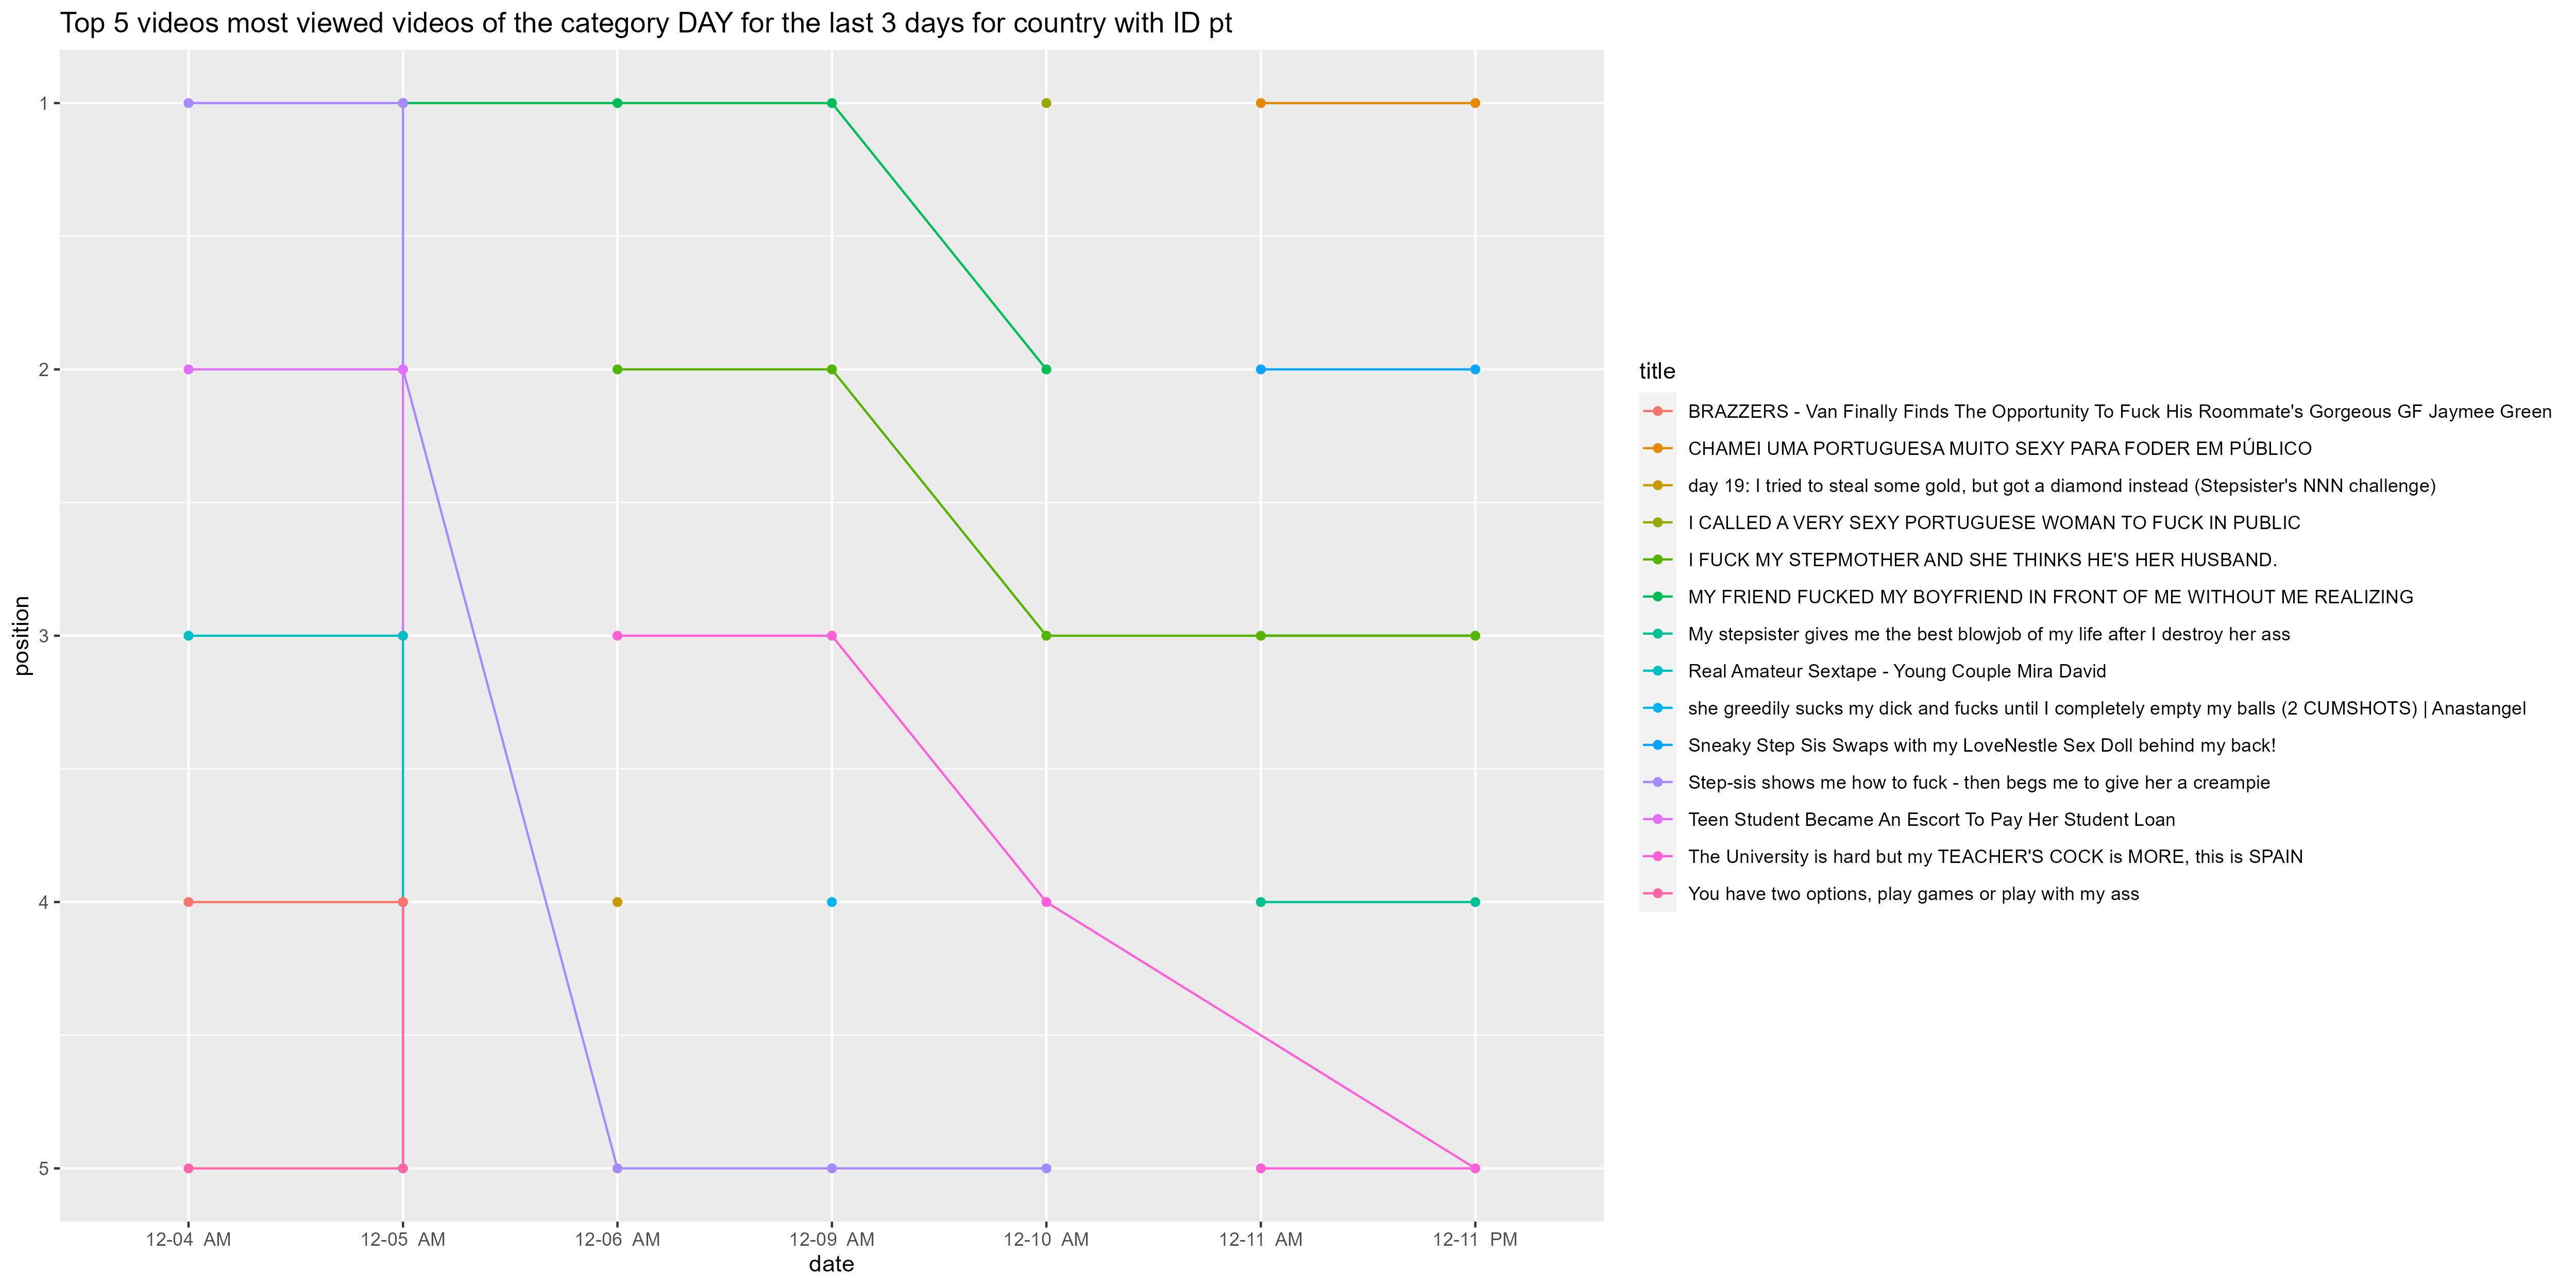 Top 5 videos most viewed videos of the category DAY for the last 3 days for country with ID pt
position
1
2
3
4
5
12-04 AM
12-05 AM
12-06 AM
12-09 AM
12-10 AM
12-11 AM
12-11 PM
date
title
BRAZZERS - Van Finally Finds The Opportunity To Fuck His Roommate's Gorgeous GF Jaymee Green
CHAMEI UMA PORTUGUESA MUITO SEXY PARA FODER EM PÚBLICO
day 19: I tried to steal some gold, but got a diamond instead (Stepsister's NNN challenge)
I CALLED A VERY SEXY PORTUGUESE WOMAN TO FUCK IN PUBLIC
I FUCK MY STEPMOTHER AND SHE THINKS HE'S HER HUSBAND.
MY FRIEND FUCKED MY BOYFRIEND IN FRONT OF ME WITHOUT ME REALIZING
My stepsister gives me the best blowjob of my life after I destroy her ass
Real Amateur Sextape - Young Couple Mira David
she greedily sucks my dick and fucks until I completely empty my balls (2 CUMSHOTS) | Anastangel
Sneaky Step Sis Swaps with my LoveNestle Sex Doll behind my back!
Step-sis shows me how to fuck - then begs me to give her a creampie
Teen Student Became An Escort To Pay Her Student Loan
The University is hard but my TEACHER'S COCK is MORE, this is SPAIN
You have two options, play games or play with my ass